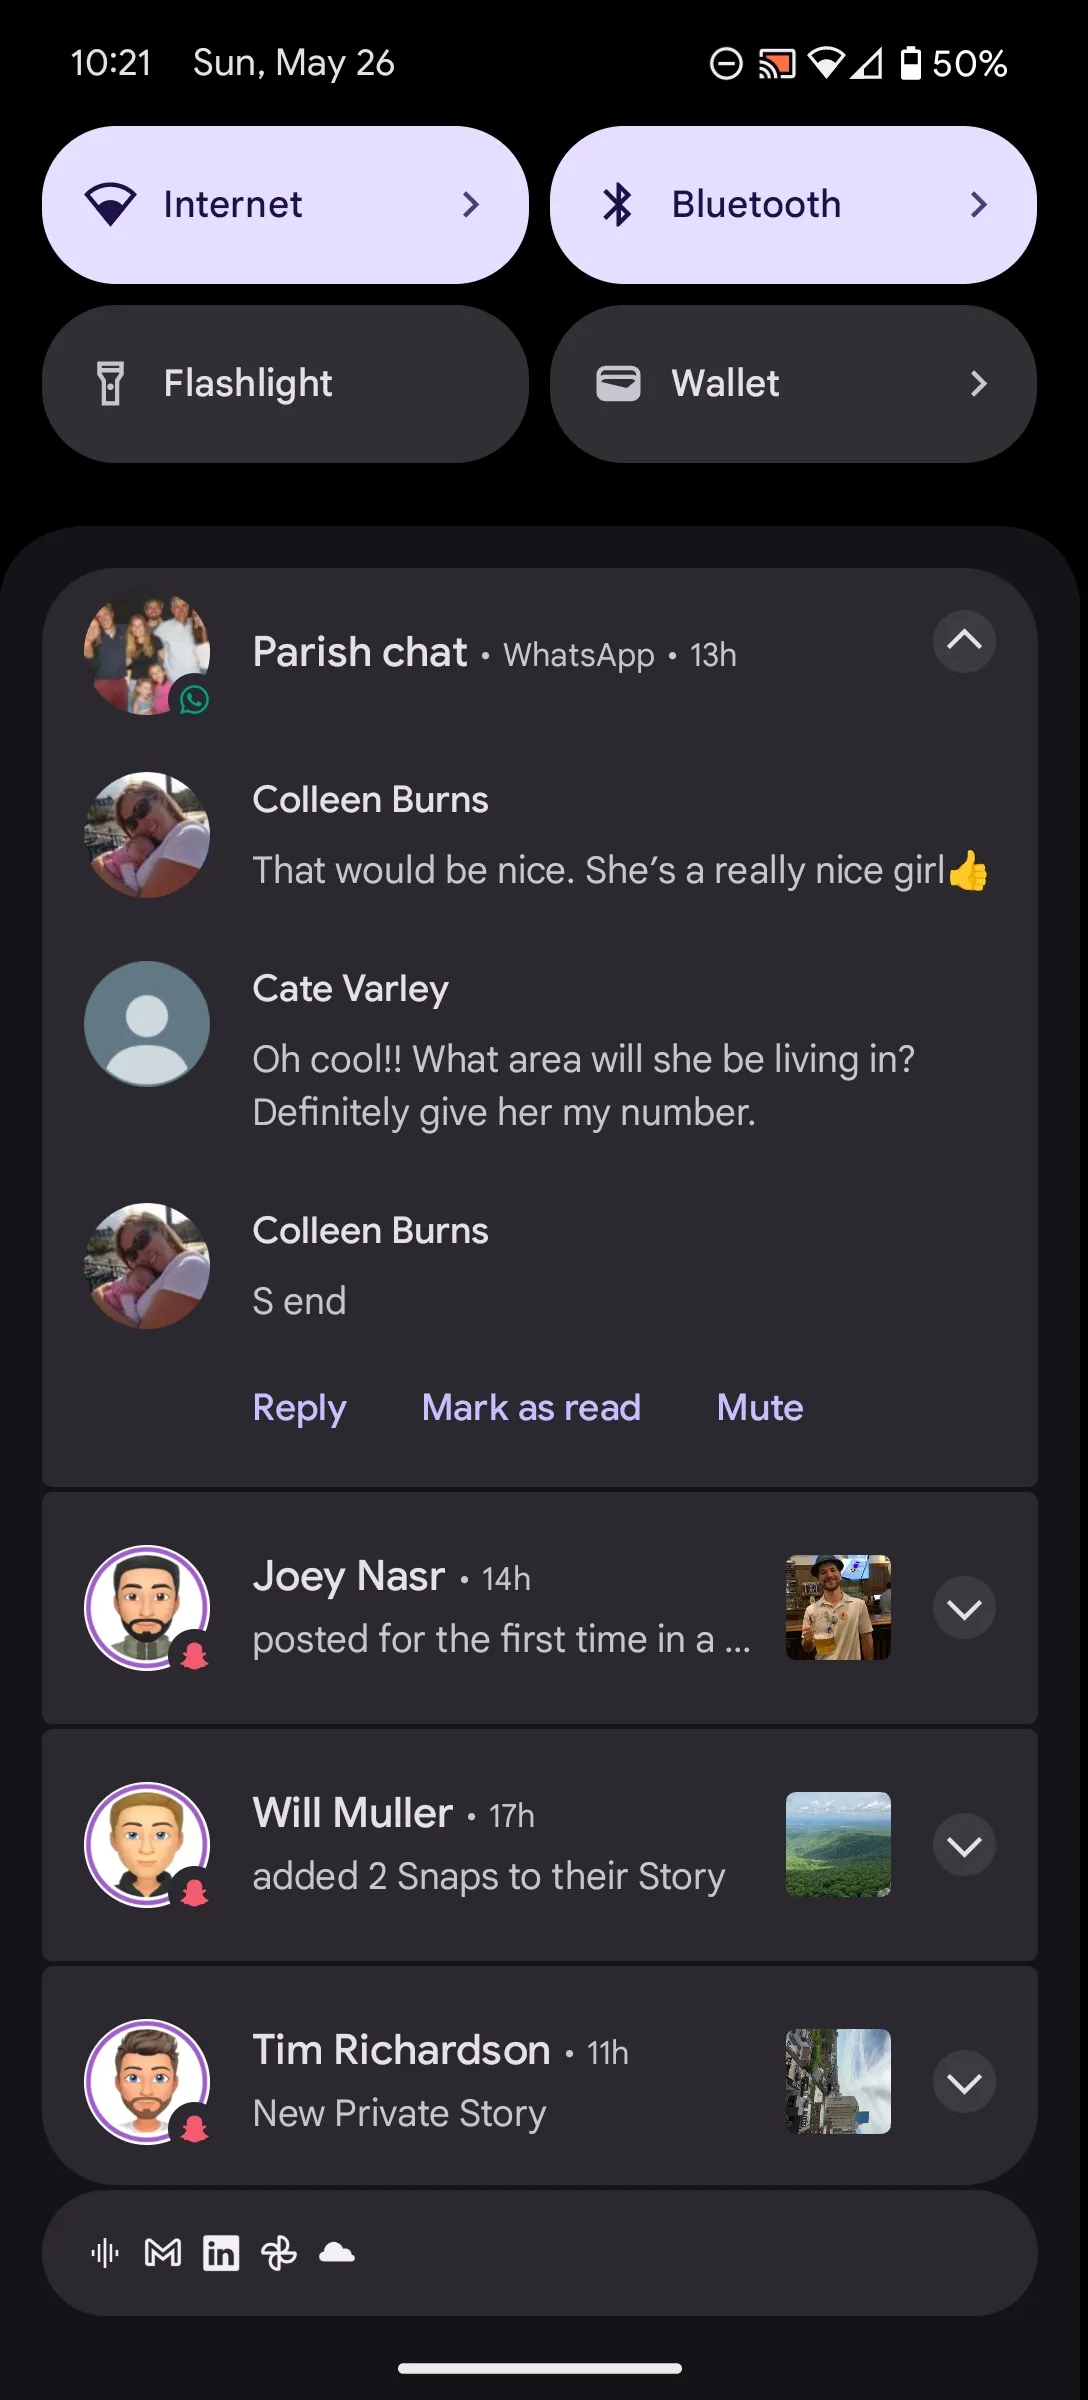 10:21 Sun, May 26 50%
Internet Bluetooth
Flashlight Wallet
Parish chat • WhatsApp • 13h
Colleen Burns
That would be nice. She’s a really nice girl👍
Cate Varley
Oh cool!! What area will she be living in?
Definitely give her my number.
Colleen Burns
S end
Reply Mark as read Mute
Joey Nasr • 14h
posted for the first time in a ...
Will Muller • 17h
added 2 Snaps to their Story
Tim Richardson • 11h
New Private Story
in